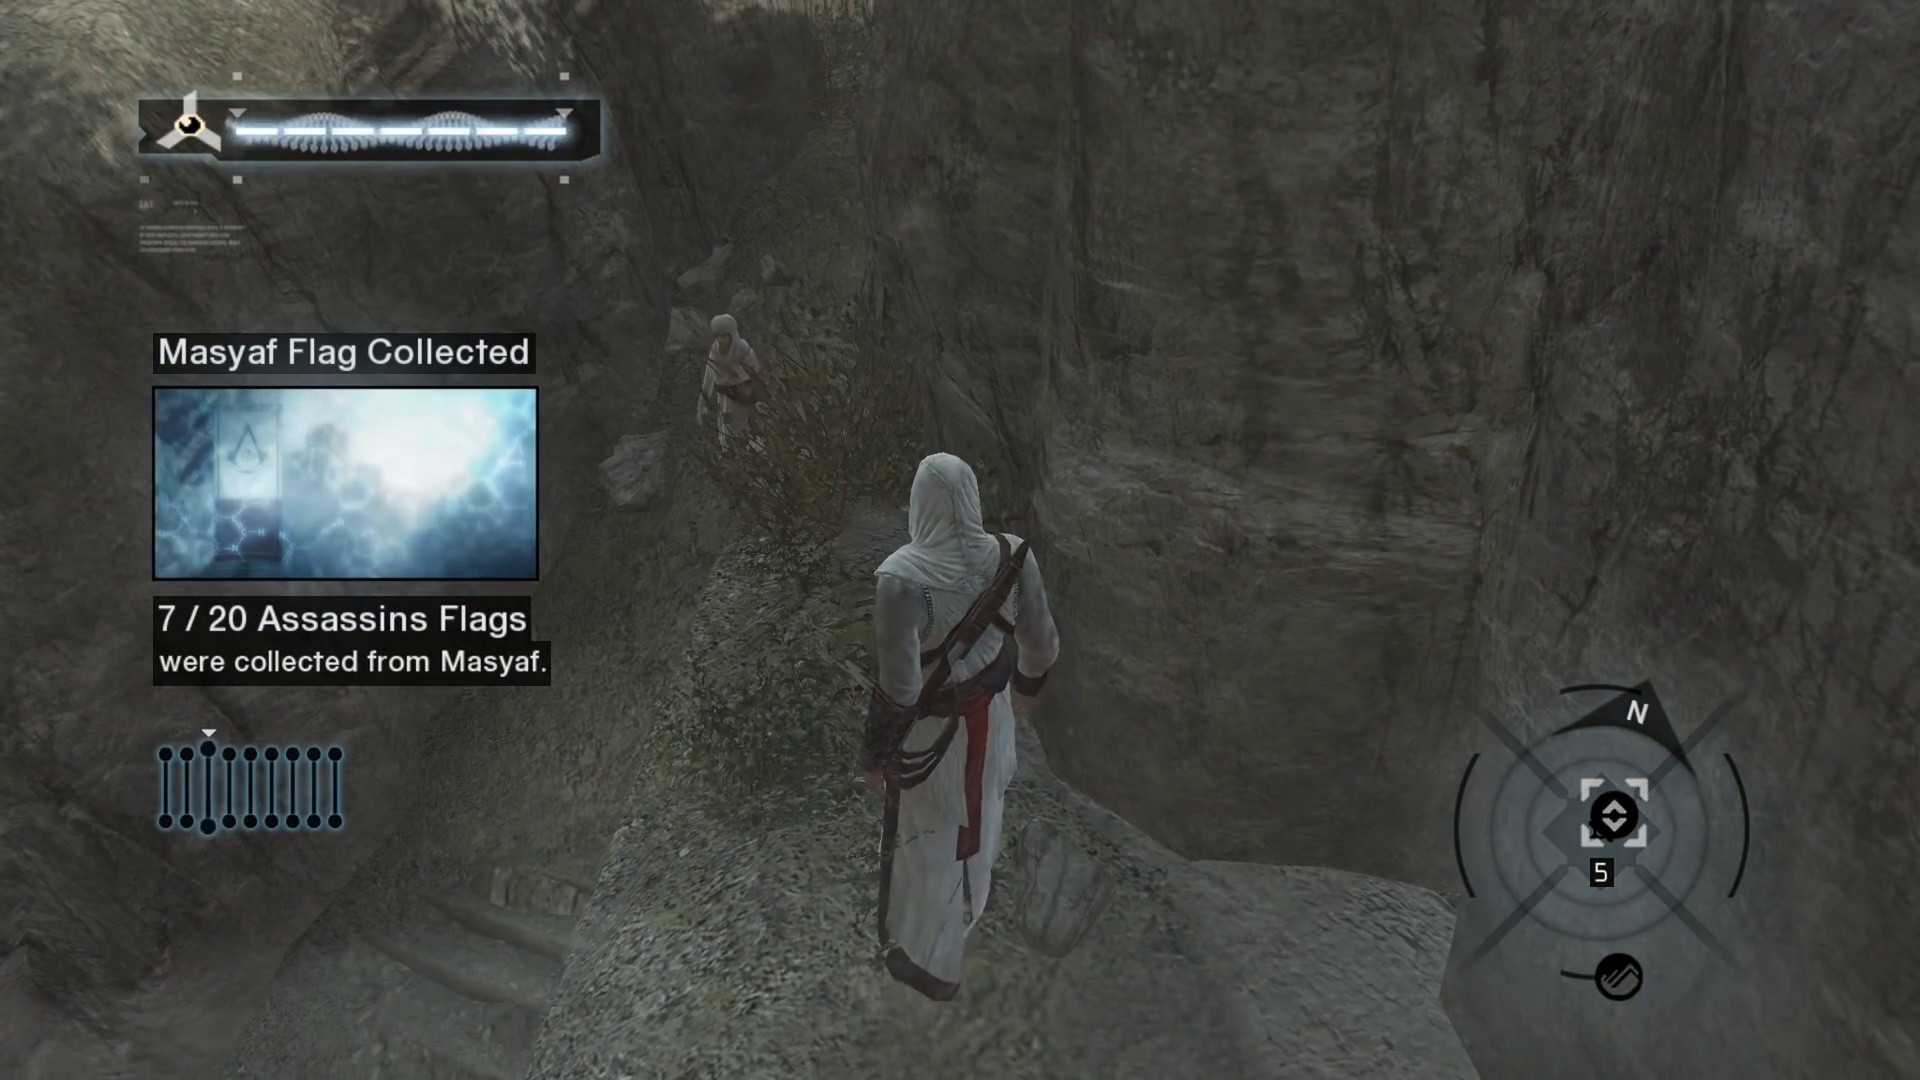 Masyaf Flag Collected
7 / 20 Assassins Flags
were collected from Masyaf.
N
5